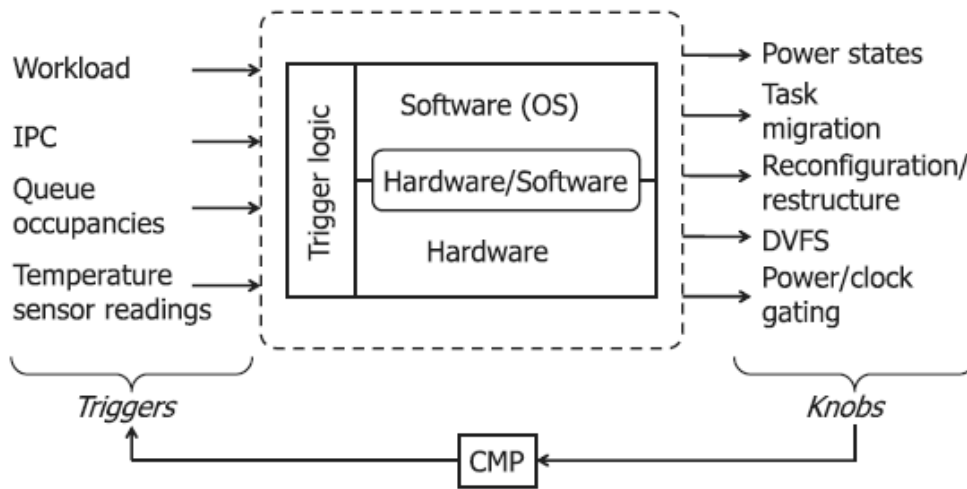 Workload
IPC
Queue
occupancies
Temperature
sensor readings
Triggers
Trigger logic
Software (OS)
Hardware/Software
Hardware
Power states
Task
migration
Reconfiguration/
restructure
DVFS
Power/clock
gating
Knobs
CMP